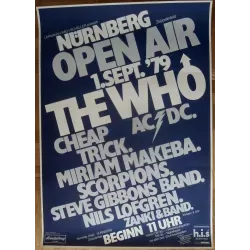 NÜRNBERG
OPEN AIR
1. SEPT. '79
THE WHO
CHEAP AC/DC.
TRICK.
MIRIAM MAKEBA.
SCORPIONS.
STEVE GIBBONS BAND.
NILS LOFGREN.
ZANKI & BAND.
BEGINN 11 UHR
h.i.s